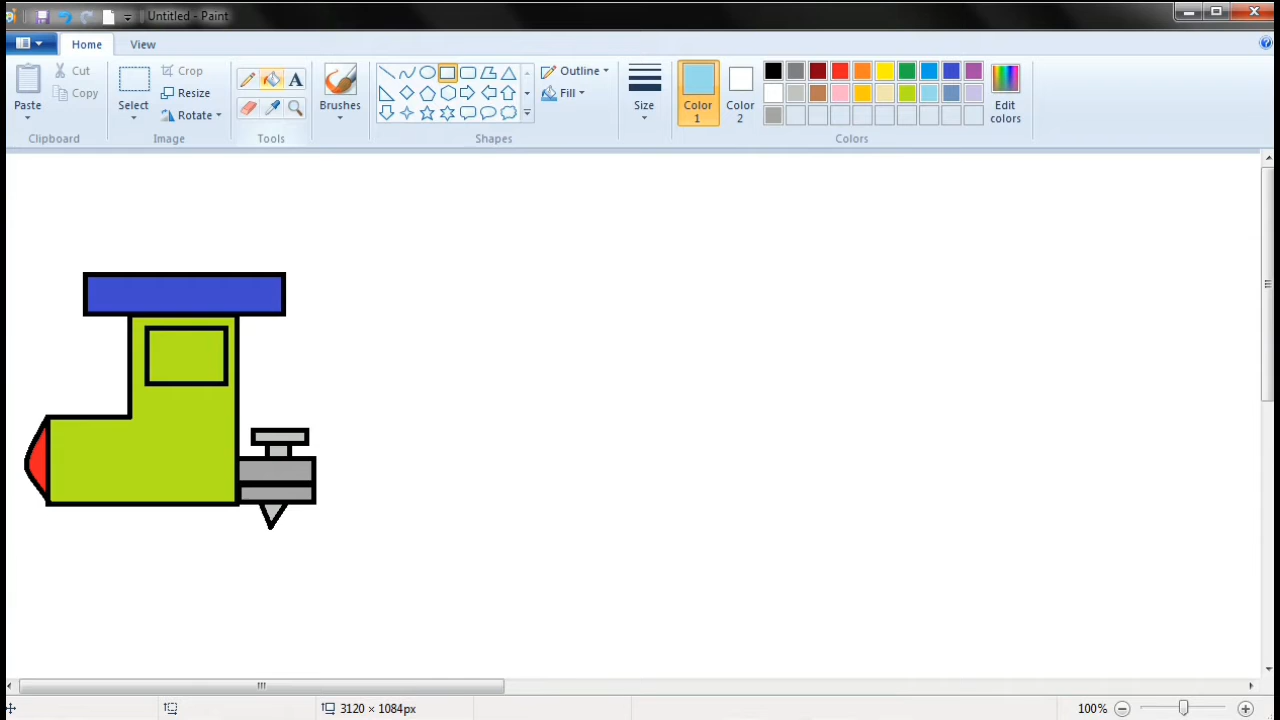 Untitled - Paint
Home View
Paste
Cut
Copy
Select
Crop
Resize
Rotate
A
Brushes
Outline
Fill
Size
Color 1
Color 2
Edit colors
Clipboard Image Tools Shapes Colors
3120 × 1084px
100%